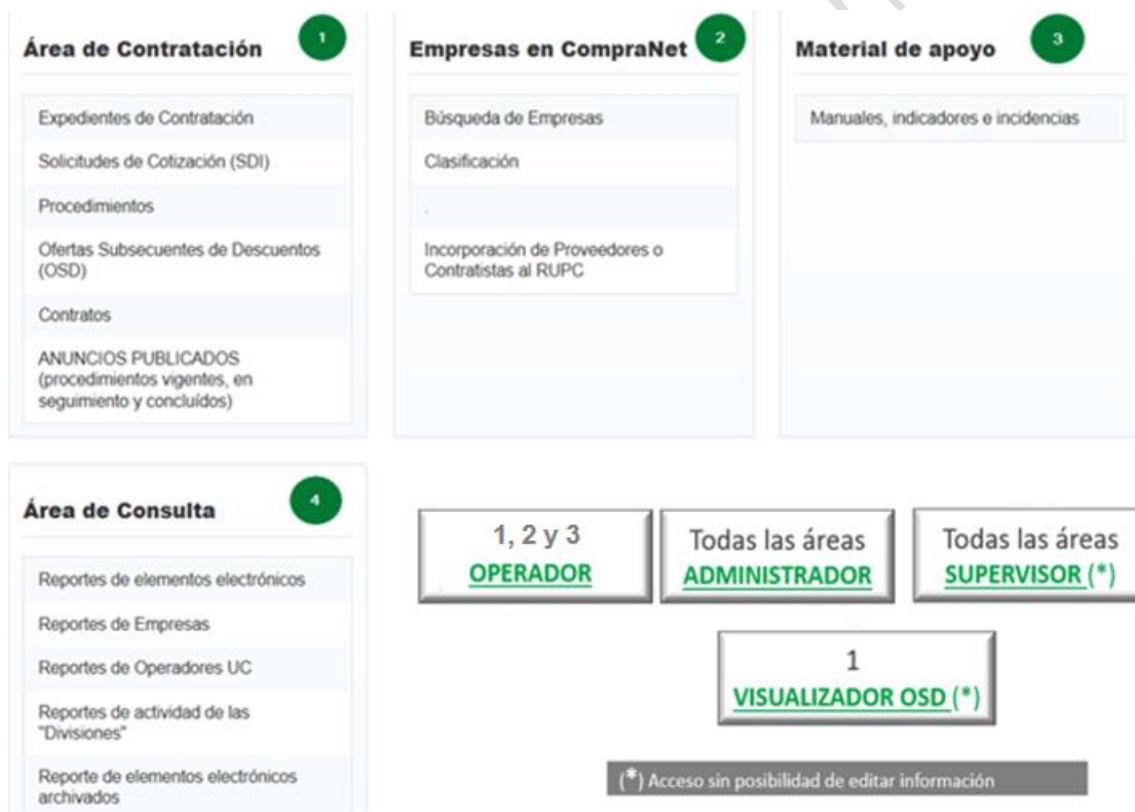 Área de Contratación
1
Expedientes de Contratación
Solicitudes de Cotización (SDI)
Procedimientos
Ofertas Subsecuentes de Descuentos
(OSD)
Contratos
ANUNCIOS PUBLICADOS
(procedimientos vigentes, en
seguimiento y concluídos)
Empresas en CompraNet
2
Búsqueda de Empresas
Clasificación
.
Incorporación de Proveedores o
Contratistas al RUPC
Material de apoyo
3
Manuales, indicadores e incidencias
Área de Consulta
4
Reportes de elementos electrónicos
Reportes de Empresas
Reportes de Operadores UC
Reportes de actividad de las
"Divisiones"
Reporte de elementos electrónicos
archivados
1, 2 y 3
OPERADOR
Todas las áreas
ADMINISTRADOR
Todas las áreas
SUPERVISOR (*)
1
VISUALIZADOR OSD (*)
(*) Acceso sin posibilidad de editar información